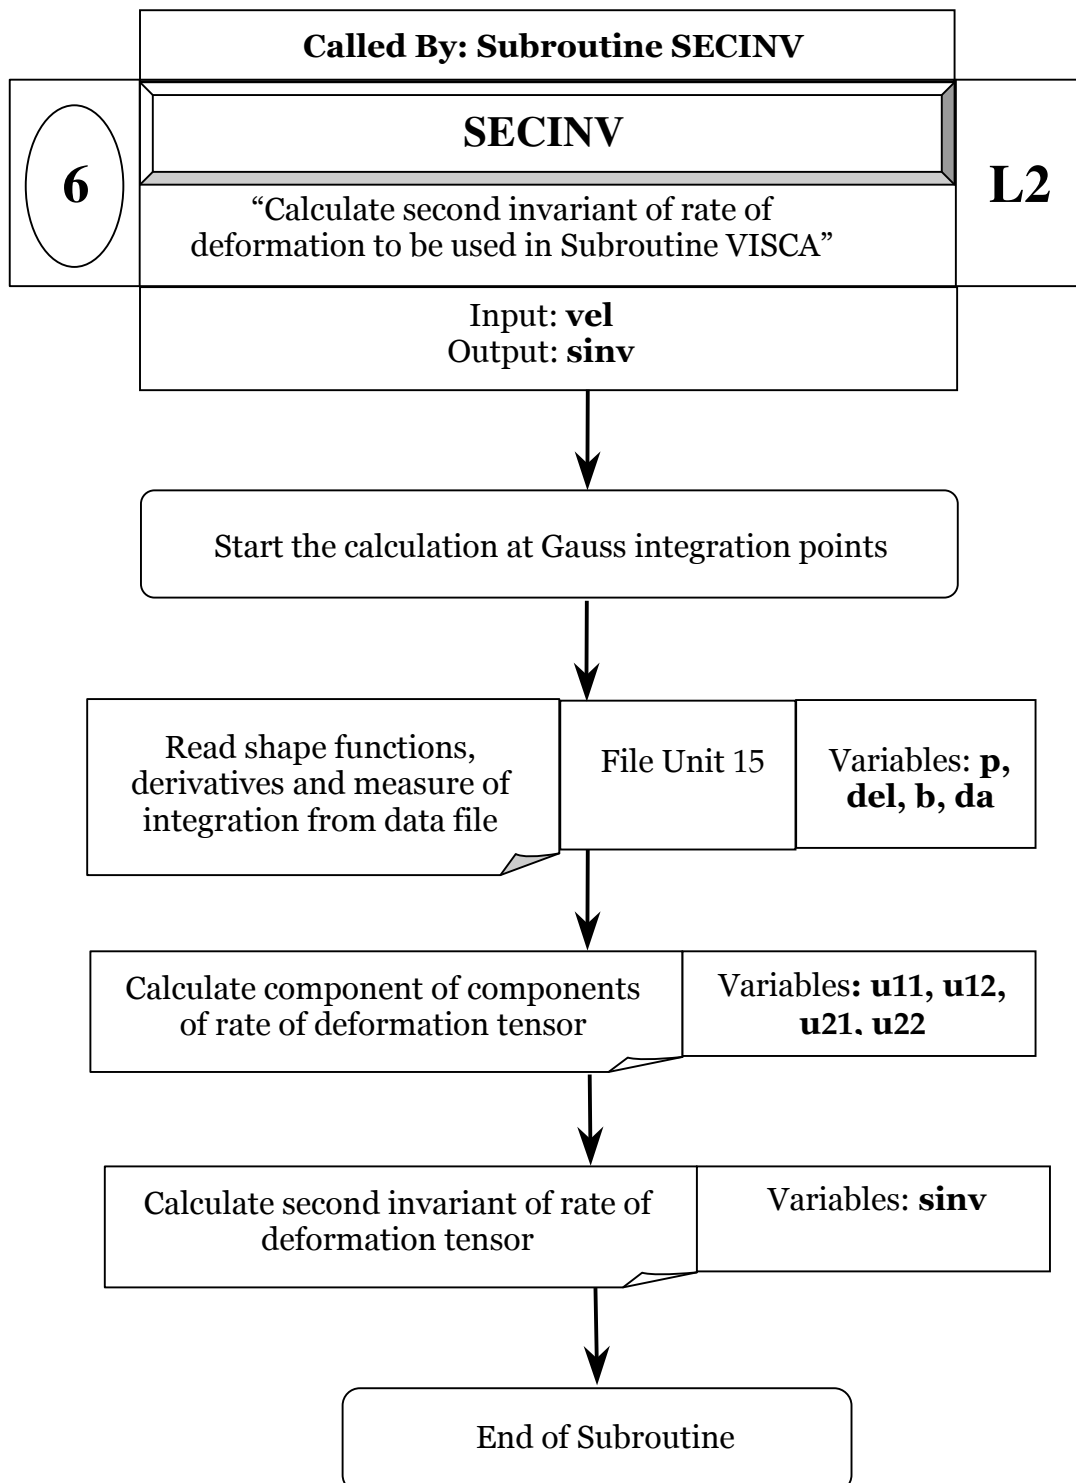 Called By: Subroutine SECINV
6
SECINV
L2
“Calculate second invariant of rate of
deformation to be used in Subroutine VISCA”
Input: vel
Output: sinv
Start the calculation at Gauss integration points
Read shape functions,
derivatives and measure of
integration from data file
File Unit 15
Variables: p,
del, b, da
Calculate component of components
of rate of deformation tensor
Variables: u11, u12,
u21, u22
Calculate second invariant of rate of
deformation tensor
Variables: sinv
End of Subroutine